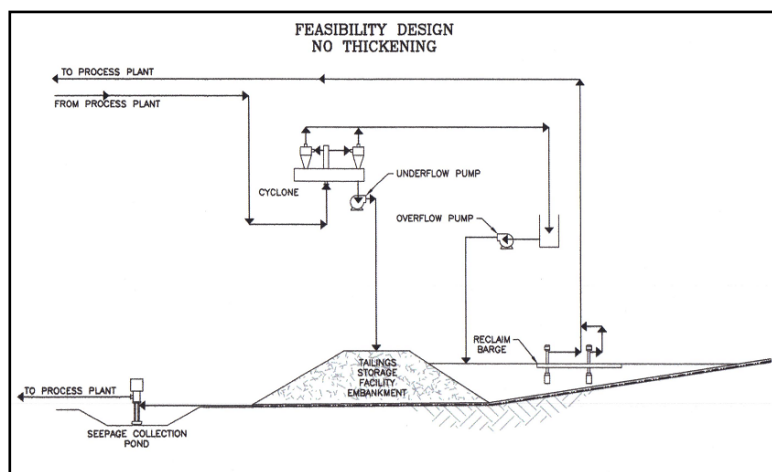 FEASIBILITY DESIGN
NO THICKENING
TO PROCESS PLANT
FROM PROCESS PLANT
CYCLONE
UNDERFLOW PUMP
OVERFLOW PUMP
RECLAIM
BARGE
TAILINGS
STORAGE
FACILITY
EMBANKMENT
TO PROCESS PLANT
SEEPAGE COLLECTION
POND